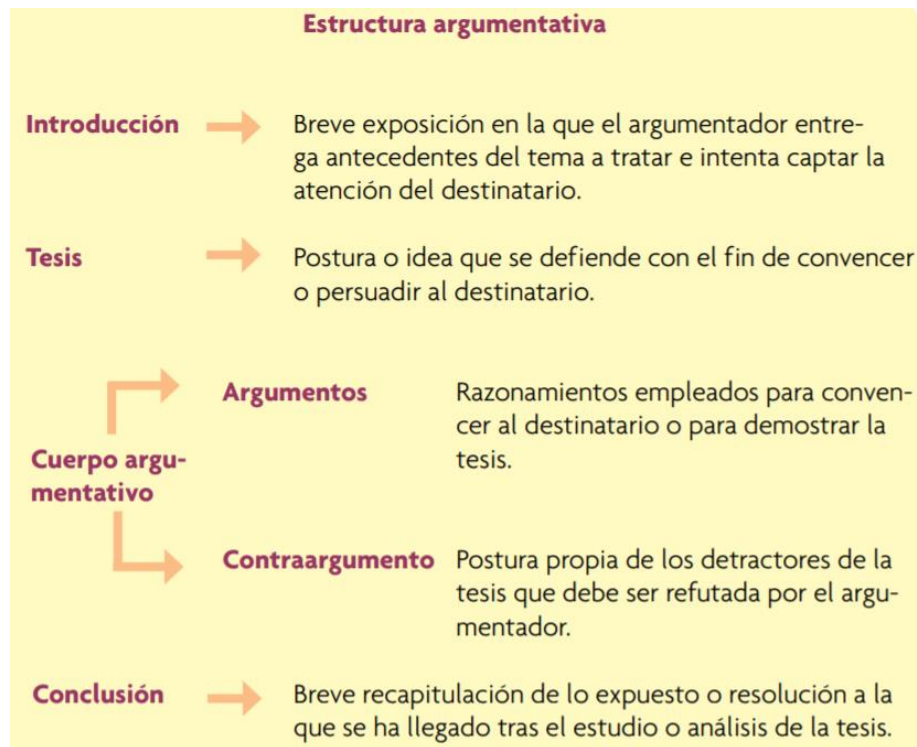 Estructura argumentativa
Introducción
Breve exposición en la que el argumentador entre-
ga antecedentes del tema a tratar e intenta captar la
atención del destinatario.
Tesis
Postura o idea que se defiende con el fin de convencer
o persuadir al destinatario.
Cuerpo argu-
mentativo
Argumentos
Razonamientos empleados para conven-
cer al destinatario o para demostrar la
tesis.
Contraargumento
Postura propia de los detractores de la
tesis que debe ser refutada por el argu-
mentador.
Conclusión
Breve recapitulación de lo expuesto o resolución a la
que se ha llegado tras el estudio o análisis de la tesis.